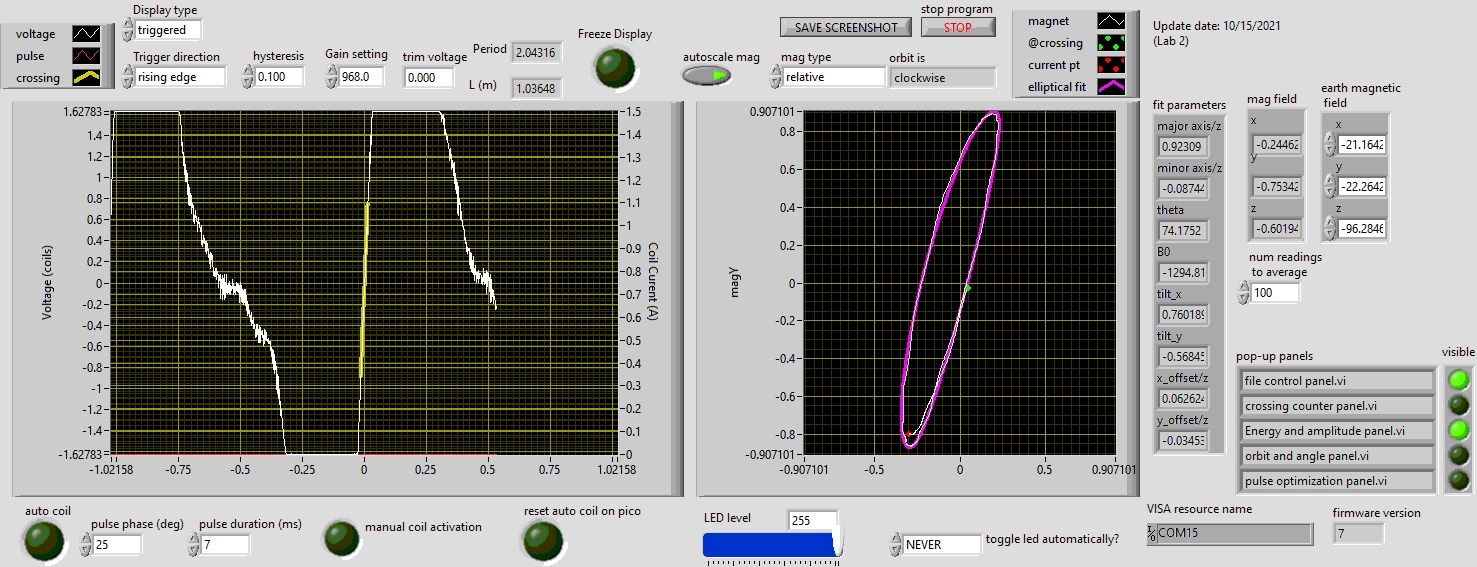 voltage
pulse
crossing
Display type
triggered
Trigger direction
rising edge
hysteresis
0.100
Gain setting
968.0
trim voltage
0.000
Period
2.04316
L (m)
1.03648
Freeze Display
autoscale mag
SAVE SCREENSHOT
stop program
STOP
mag type
relative
orbit is
clockwise
magnet
@crossing
current pt
elliptical fit
Update date: 10/15/2021
(Lab 2)
Voltage (coils)
1.62783
1.4
1.2
1
0.8
0.6
0.4
0.2
0
-0.2
-0.4
-0.6
-0.8
-1
-1.2
-1.4
-1.62783
-1.02158
-0.75
-0.5
-0.25
0
0.25
0.5
0.75
1.02158
1.5
1.4
1.3
1.2
1.1
1
0.9
0.8
0.7
0.6
0.5
0.4
0.3
0.2
0.1
0
Coil Curent (A)
magY
0.907101
0.8
0.6
0.4
0.2
0
-0.2
-0.4
-0.6
-0.8
-0.907101
-0.907101
-0.5
0
0.5
0.907101
fit parameters
major axis/z
0.92309
minor axis/z
-0.08744
theta
74.1752
B0
-1294.81
tilt_x
0.760189
tilt_y
-0.56845
x_offset/z
0.062624
y_offset/z
-0.03453
mag field
x
-0.24462
y
-0.75342
z
-0.60194
earth magnetic
field
x
-21.1642
y
-22.2642
z
-96.2846
num readings
to average
100
pop-up panels
visible
file control panel.vi
crossing counter panel.vi
Energy and amplitude panel.vi
orbit and angle panel.vi
pulse optimization panel.vi
auto coil
pulse phase (deg)
25
pulse duration (ms)
7
manual coil activation
reset auto coil on pico
LED level
255
NEVER
toggle led automatically?
VISA resource name
COM15
firmware version
7